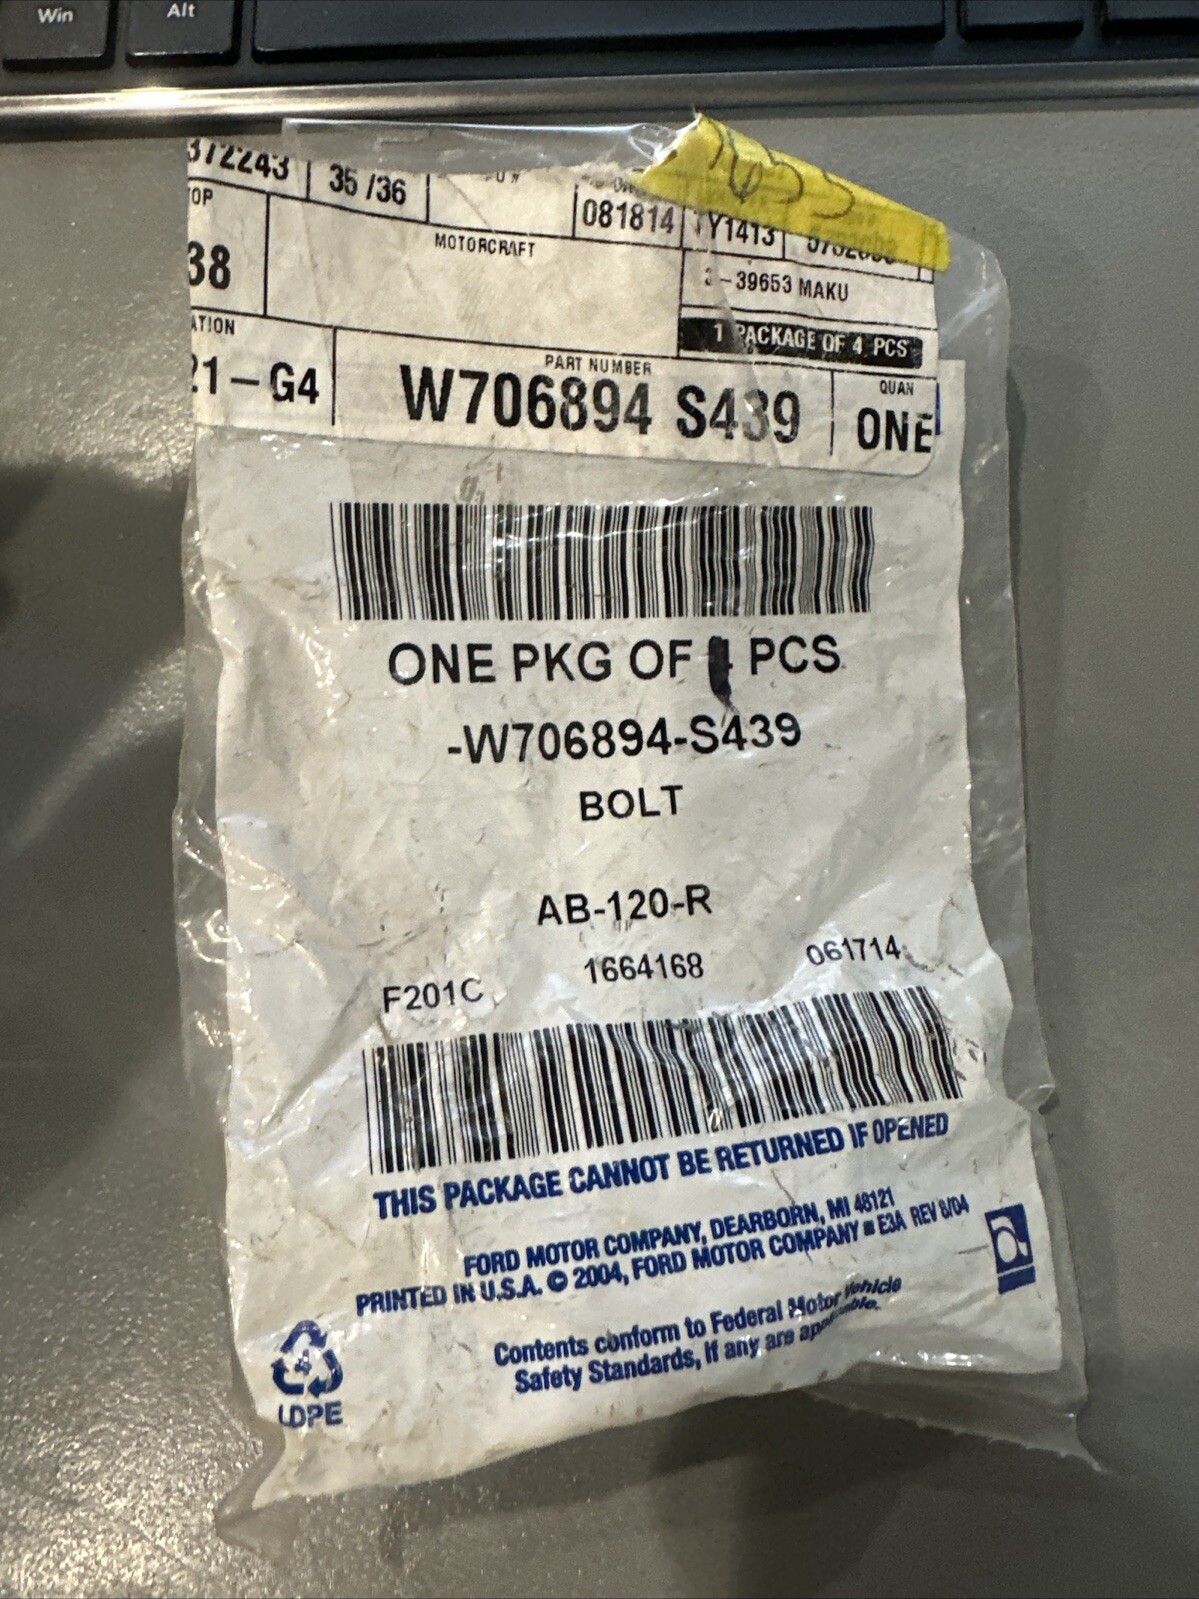 Win
Alt
372243
35/36
081814
TY1413
OP
MOTORCRAFT
38
-39653 MAKU
1 PACKAGE OF 4 PCS
ATION
PART NUMBER
QUAN
21-G4
W706894 S439
ONE
ONE PKG OF PCS
-W706894-S439
BOLT
AB-120-R
F201C
1664168
061714
THIS PACKAGE CANNOT BE RETURNED IF OPENED
FORD MOTOR COMPANY, DEARBORN, MI 48121
PRINTED IN U.S.A. © 2004, FORD MOTOR COMPANY ■ E3A REV 8/04
Contents conform to Federal Motor Vehicle
Safety Standards, if any are applicable.
4
LDPE